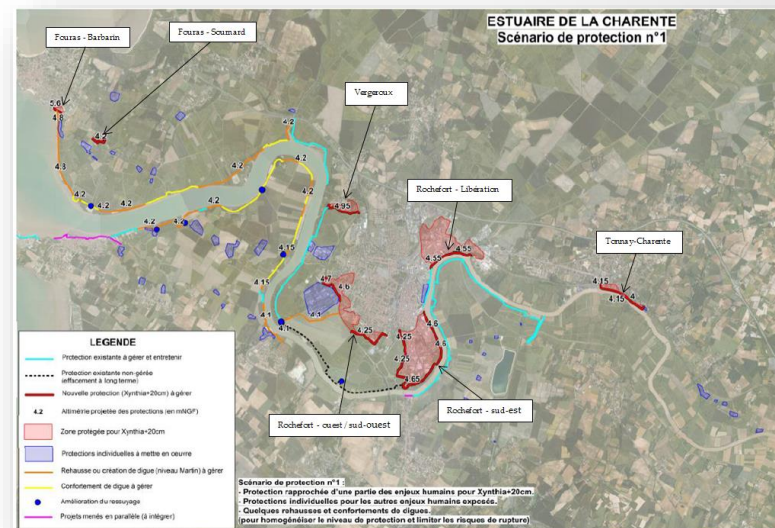 ESTUAIRE DE LA CHARENTE
Scénario de protection n°1
Fouras - Barbarin
Fouras - Soumard
Vergeroux
Rochefort - Libération
Tonnay-Charente
Rochefort - ouest / sud-ouest
Rochefort - sud-est
5.6
4.8
4.2
4.3
4.2
4.2
4.2
4.2
4.2
4.2
4.2
4.2
4.95
4.15
4.15
4.1
4.1
4.7
4.6
4.1
4.25
4.25
4.25
4.65
4.6
4.6
4.55
4.55
4.15
4.15
4
LEGENDE
Protection existante à gérer et entretenir
Protection existante non-gérée
(effacement à long terme)
Nouvelle protection (Xynthia+20cm) à gérer
4.2 Altimétrie projetée des protections (en mNGF)
Zone protégée pour Xynthia+20cm
Protections individuelles à mettre en oeuvre
Rehausse ou création de digue (niveau Martin) à gérer
Confortement de digue à gérer
Amélioration du ressuyage
Projets menés en parallèle (à intégrer)
Scénario de protection n°1 :
- Protection rapprochée d'une partie des enjeux humains pour Xynthia+20cm.
- Protections individuelles pour les autres enjeux humains exposés.
- Quelques rehausses et confortements de digues.
(pour homogénéiser le niveau de protection et limiter les risques de rupture)